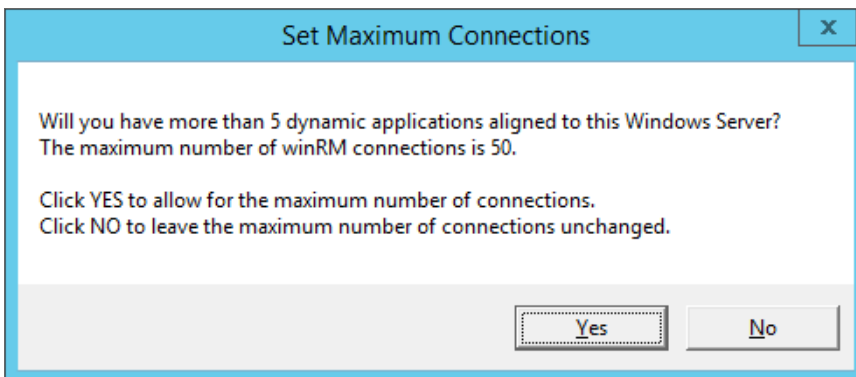 Set Maximum Connections
x
Will you have more than 5 dynamic applications aligned to this Windows Server?
The maximum number of winRM connections is 50.
Click YES to allow for the maximum number of connections.
Click NO to leave the maximum number of connections unchanged.
Yes
No